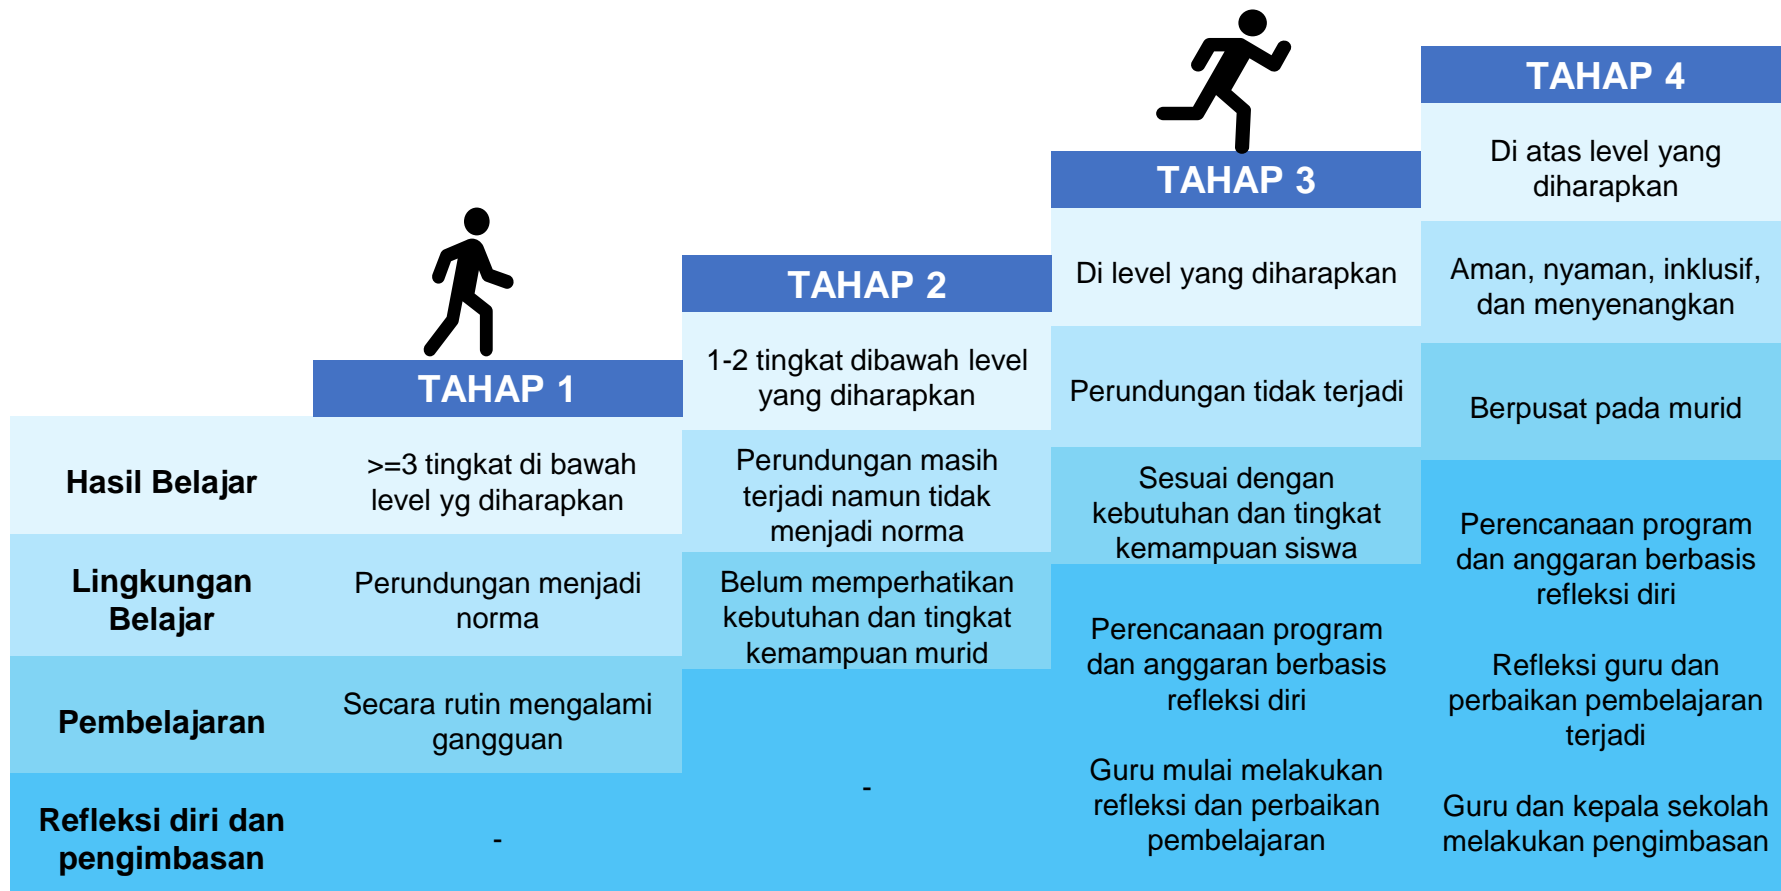 TAHAP 1
TAHAP 2
TAHAP 3
TAHAP 4
Hasil Belajar
>=3 tingkat di bawah
level yg diharapkan
1-2 tingkat dibawah level
yang diharapkan
Di level yang diharapkan
Di atas level yang
diharapkan
Lingkungan
Belajar
Perundungan menjadi
norma
Perundungan masih
terjadi namun tidak
menjadi norma
Perundungan tidak terjadi
Aman, nyaman, inklusif,
dan menyenangkan
Pembelajaran
Secara rutin mengalami
gangguan
Belum memperhatikan
kebutuhan dan tingkat
kemampuan murid
Sesuai dengan
kebutuhan dan tingkat
kemampuan siswa
Berpusat pada murid
Refleksi diri dan
pengimbasan
-
-
Perencanaan program
dan anggaran berbasis
refleksi diri
Guru mulai melakukan
refleksi dan perbaikan
pembelajaran
Perencanaan program
dan anggaran berbasis
refleksi diri
Refleksi guru dan
perbaikan pembelajaran
terjadi
Guru dan kepala sekolah
melakukan pengimbasan